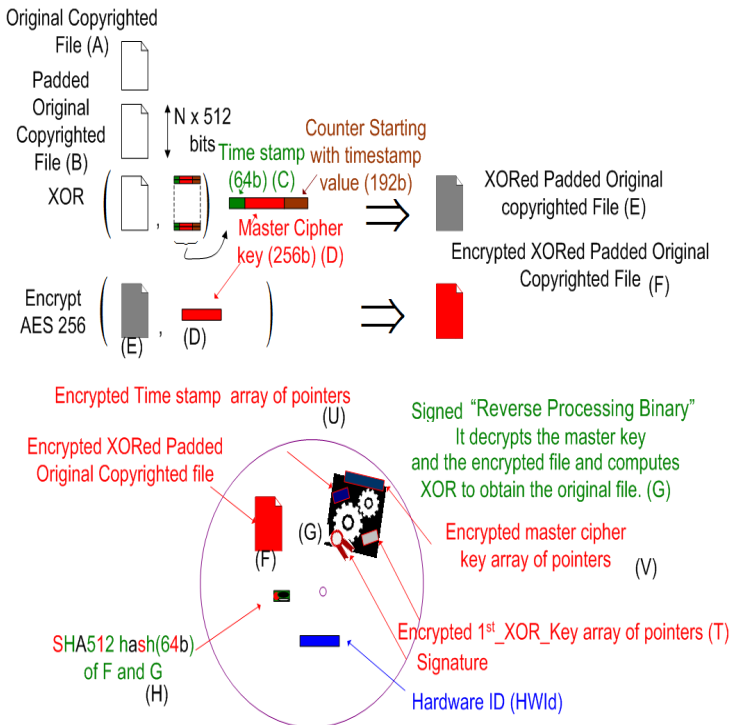 Original Copyrighted
File (A)
Padded
Original
Copyrighted
File (B)
N x 512
bits
Time stamp
(64b) (C)
Counter Starting
with timestamp
value (192b)
XOR
,
Master Cipher
key (256b) (D)
XORed Padded Original
copyrighted File (E)
Encrypted XORed Padded Original
Copyrighted File (F)
Encrypt
AES 256
,
(E)
(D)
Encrypted Time stamp array of pointers
(U)
Encrypted XORed Padded
Original Copyrighted file
Signed "Reverse Processing Binary"
It decrypts the master key
and the encrypted file and computes
XOR to obtain the original file. (G)
(G)
(F)
Encrypted master cipher
key array of pointers
(V)
SHA512 hash(64b)
of F and G
(H)
Encrypted 1st_XOR_Key array of pointers (T)
Signature
Hardware ID (HWId)